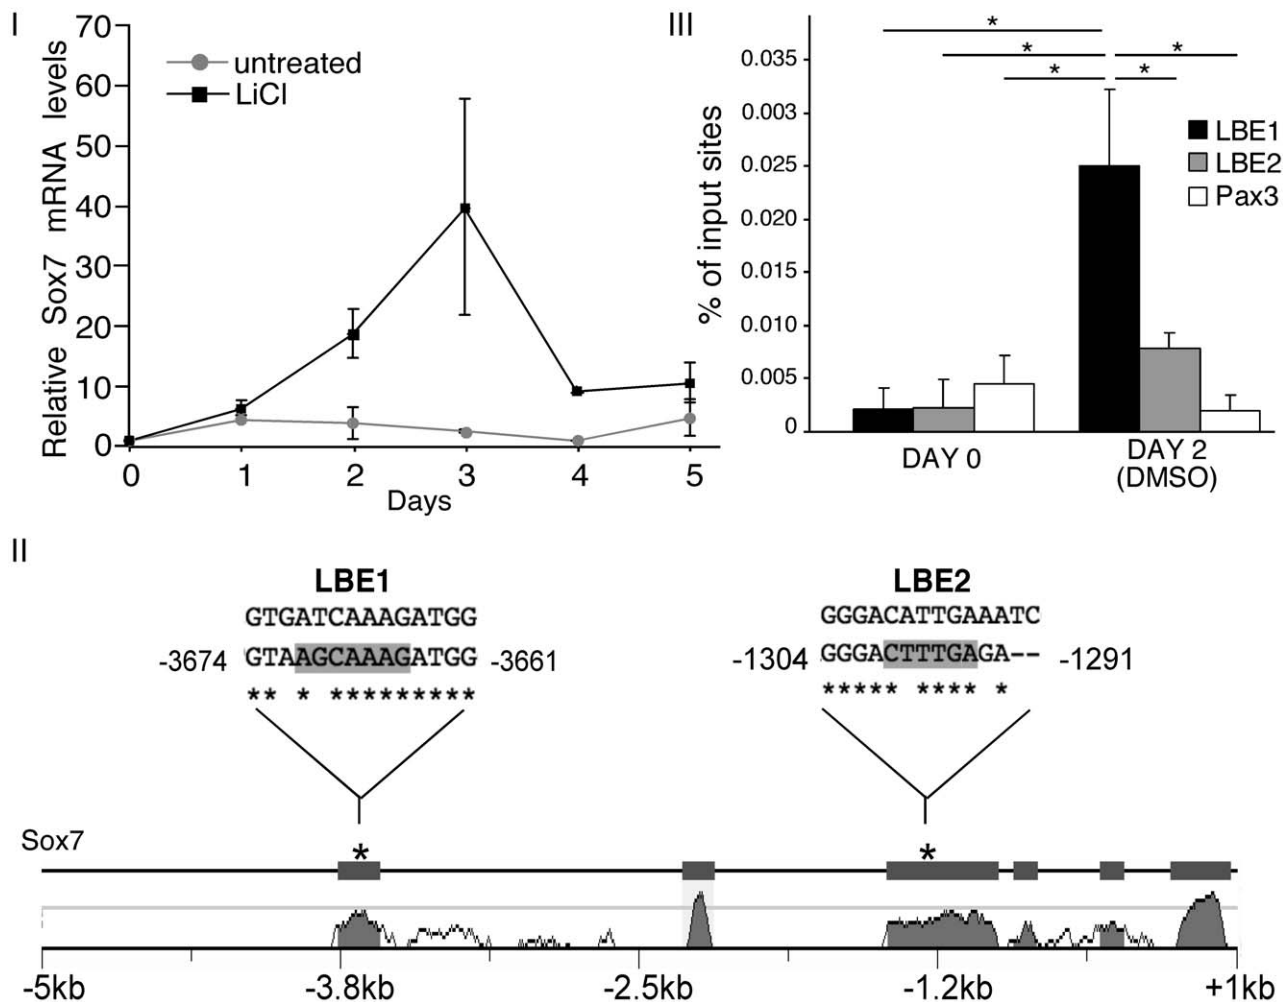 I
Relative Sox7 mRNA levels
70
60
50
40
30
20
10
0
untreated
LiCl
0 1 2 3 4 5
Days
III
% of input sites
0.035
0.003
0.025
0.020
0.015
0.010
0.005
0
* * * * *
LBE1
LBE2
Pax3
DAY 0
DAY 2
(DMSO)
II
LBE1
GTGATCAAAGATGG
-3674 GTAAGCAAAGATGG -3661
** * *********
LBE2
GGGACATTGAAATC
-1304 GGGACTTTGAGA-- -1291
***** **** *
Sox7
* *
-5kb -3.8kb -2.5kb -1.2kb +1kb